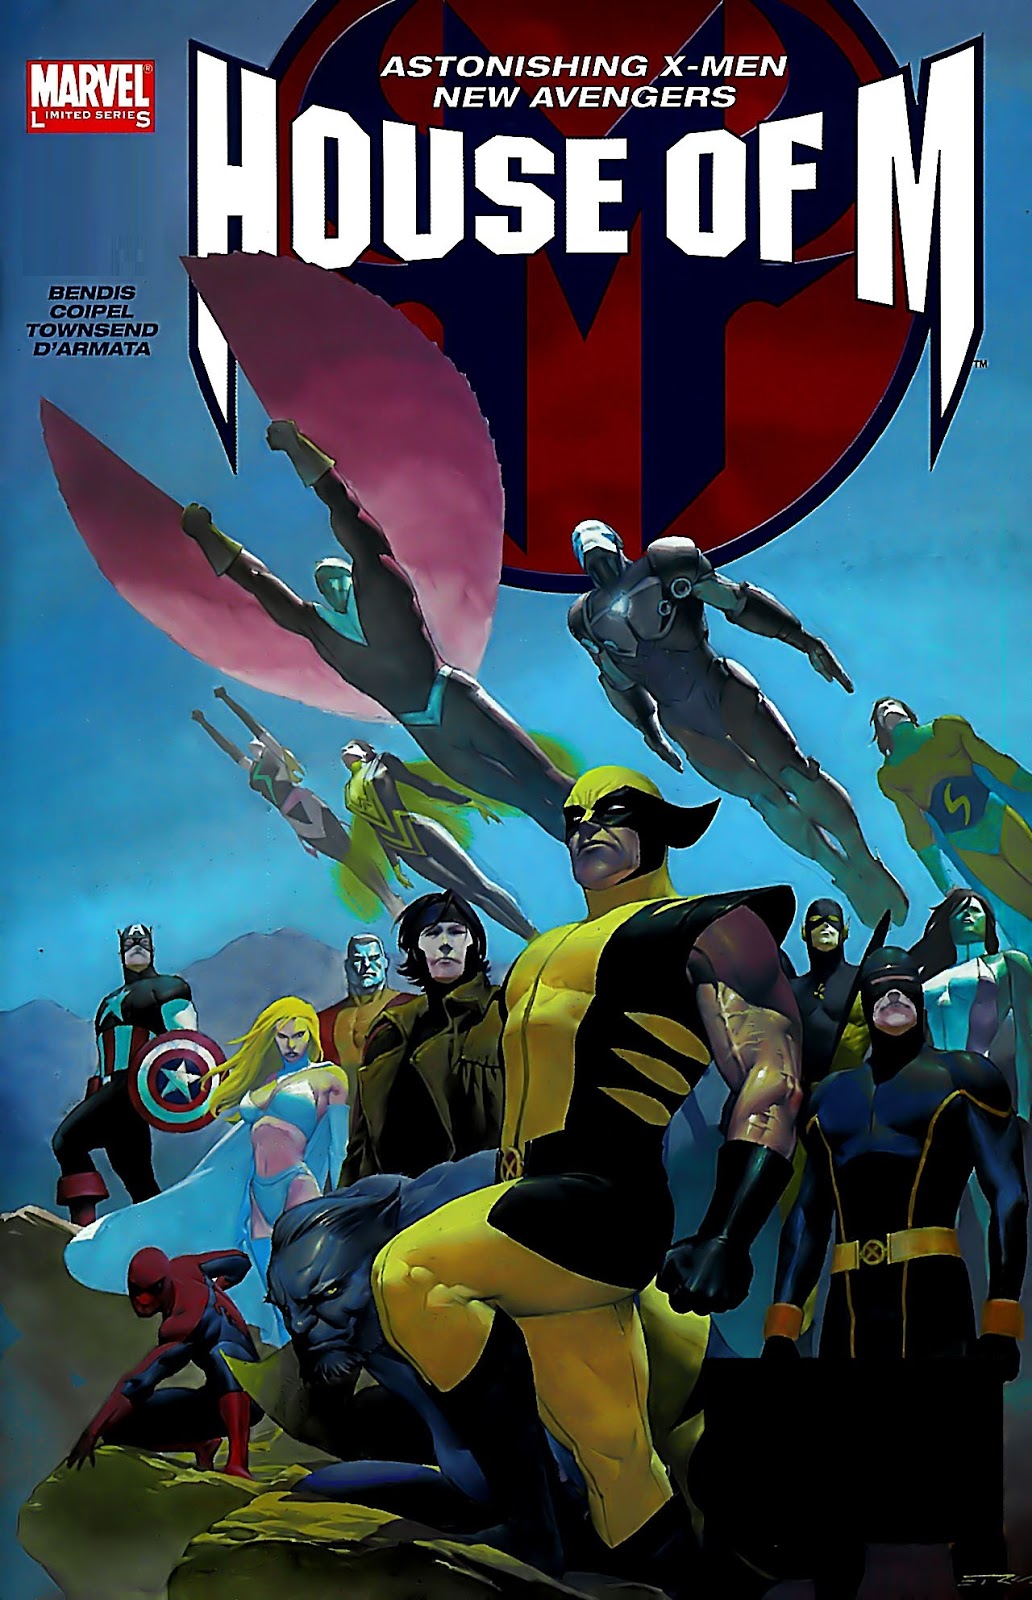 ASTONISHING X-MEN
NEW AVENGERS
HOUSE OF M
TM
MARVEL®
LIMITED SERIES
BENDIS
COIPEL
TOWNSEND
D'ARMATA
A